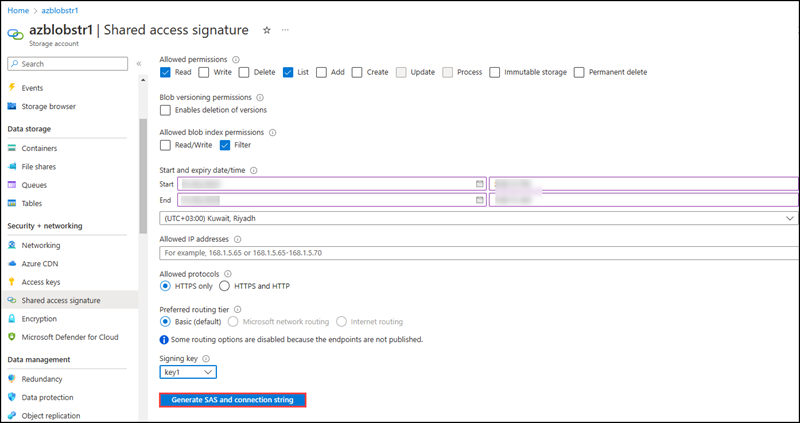 Home > azblobstr1 >
azblobstr1 | Shared access signature
Storage account
Search
Events
Storage browser
Data storage
Containers
File shares
Queues
Tables
Security + networking
Networking
Azure CDN
Access keys
Shared access signature
Encryption
Microsoft Defender for Cloud
Data management
Redundancy
Data protection
Object replication
Allowed permissions
Read Write Delete List Add Create Update Process Immutable storage Permanent delete
Blob versioning permissions
Enables deletion of versions
Allowed blob index permissions
Read/Write Filter
Start and expiry date/time
Start
End
(UTC+03:00) Kuwait, Riyadh
Allowed IP addresses
For example, 168.1.5.65 or 168.1.5.65-168.1.5.70
Allowed protocols
HTTPS only HTTPS and HTTP
Preferred routing tier
Basic (default) Microsoft network routing Internet routing
Some routing options are disabled because the endpoints are not published.
Signing key
key1
Generate SAS and connection string